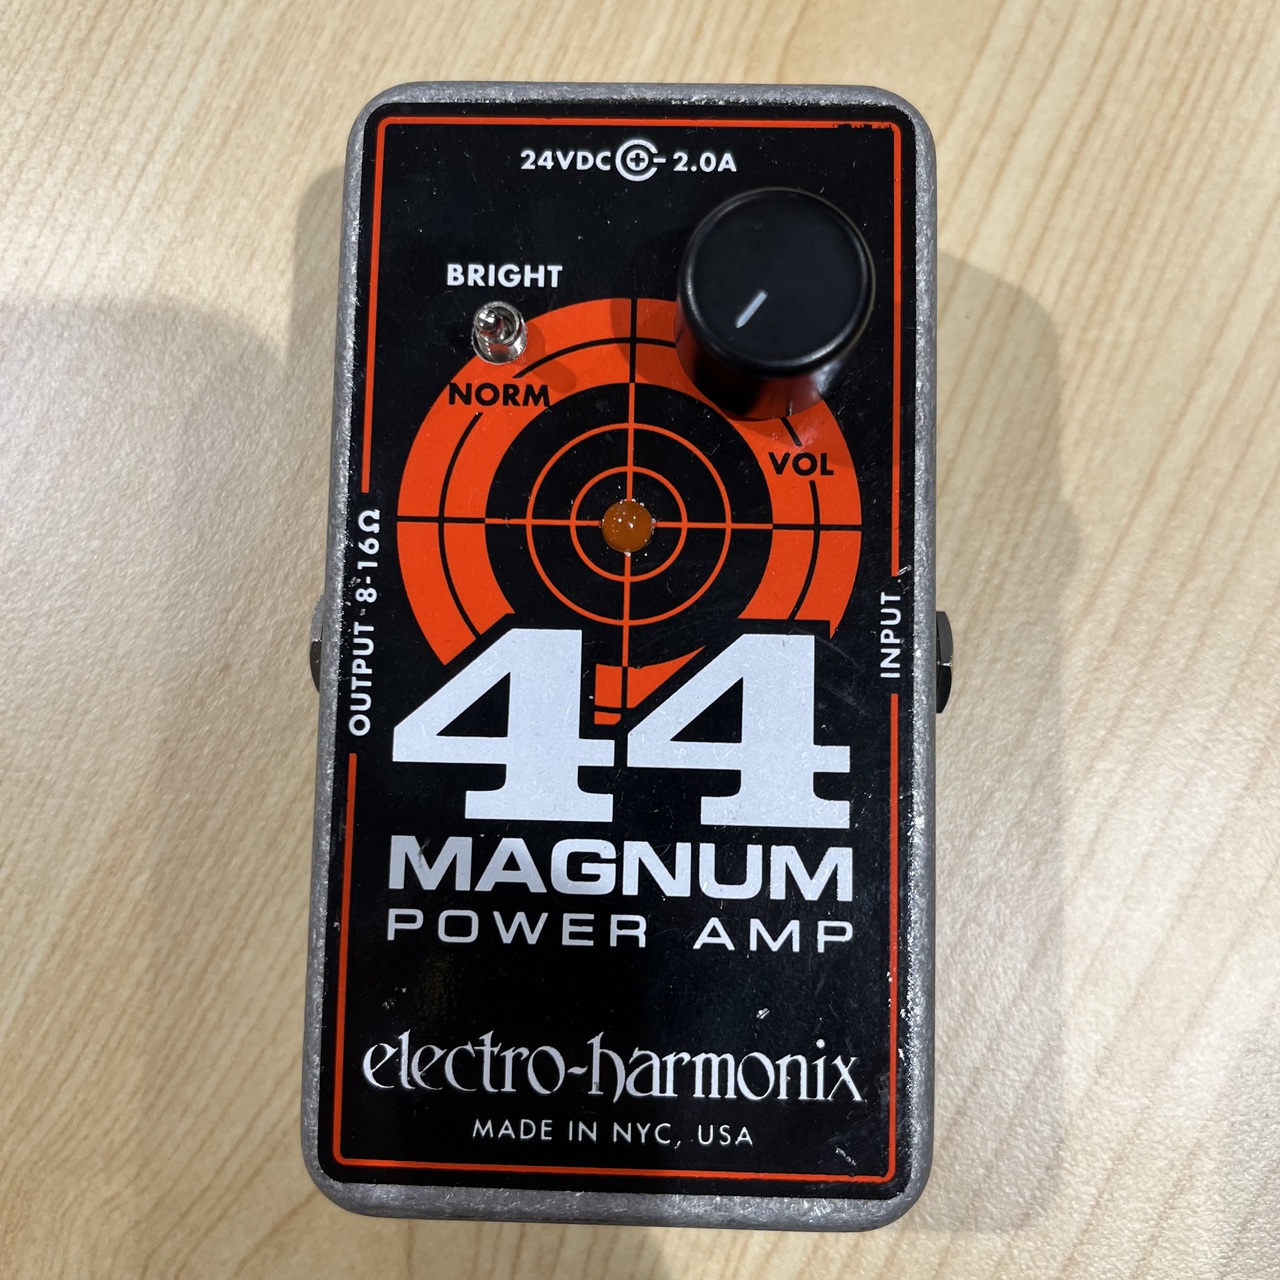 24VDC 2.0A
BRIGHT
NORM
VOL
OUTPUT 8-16Ω
INPUT
44
MAGNUM
POWER AMP
electro-harmonix
MADE IN NYC, USA